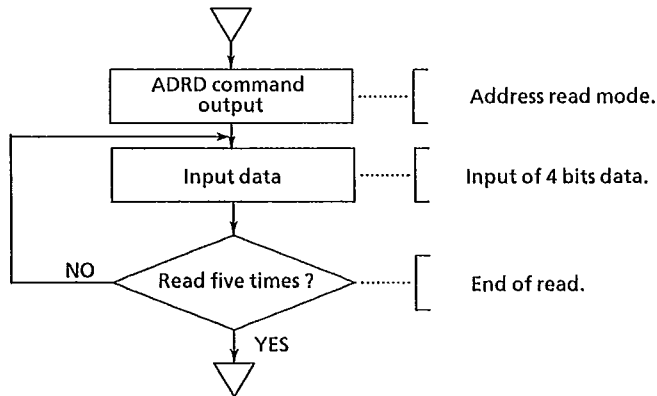 ADRD command
output
Address read mode.
Input data
Input of 4 bits data.
NO
Read five times ?
End of read.
YES